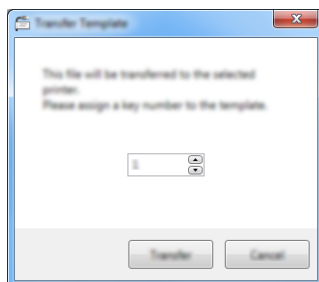 Transfer Template
This file will be transferred to the selected
printer.
Please assign a key number to the template.
Transfer
Cancel